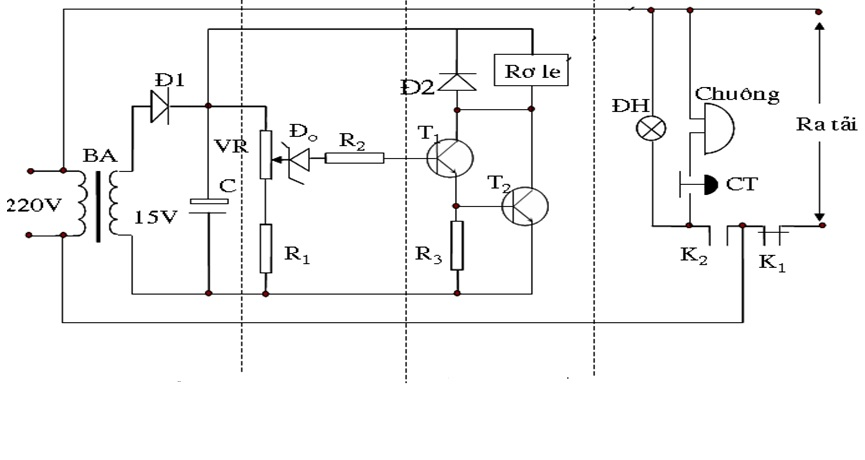 Rơ le
Đ1
Đ2
Chuông
ĐH
Ra tải
VR
Đₒ
R₂
T₁
BA
C
T₂
CT
220V
15V
R₁
R₃
K₂
K₁